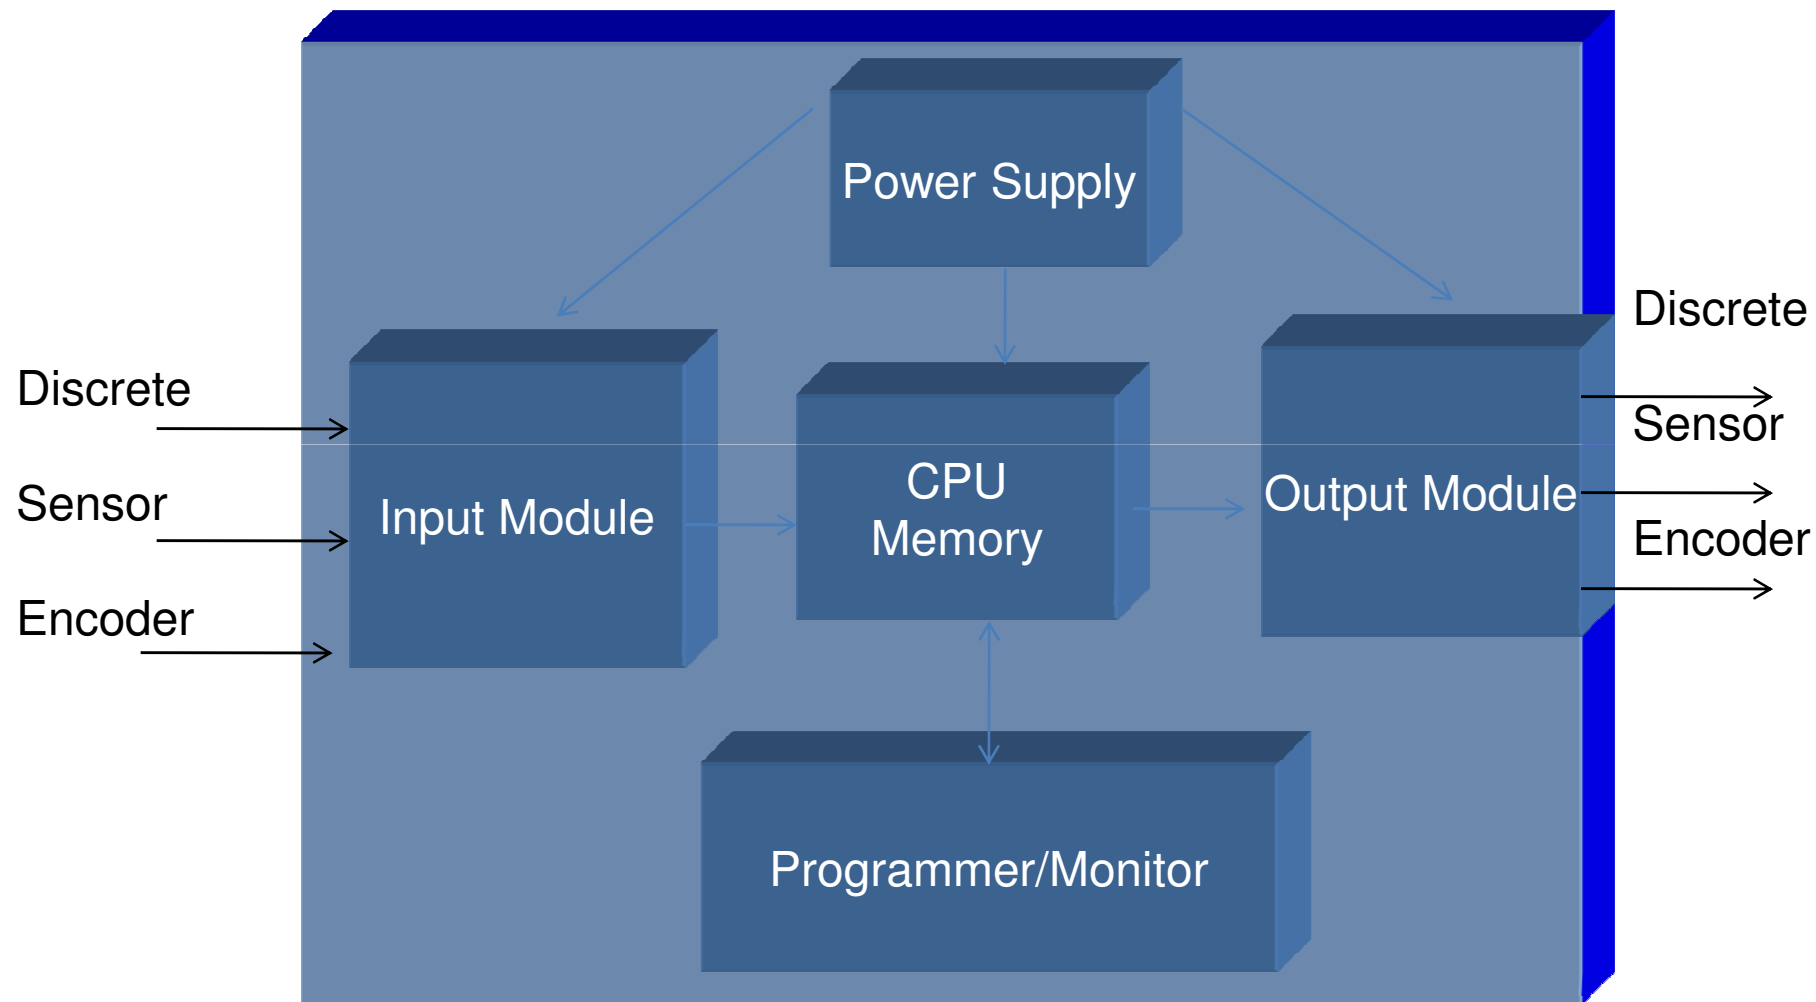 Power Supply
Discrete
Sensor
Encoder
Input Module
CPU
Memory
Output Module
Discrete
Sensor
Encoder
Programmer/Monitor